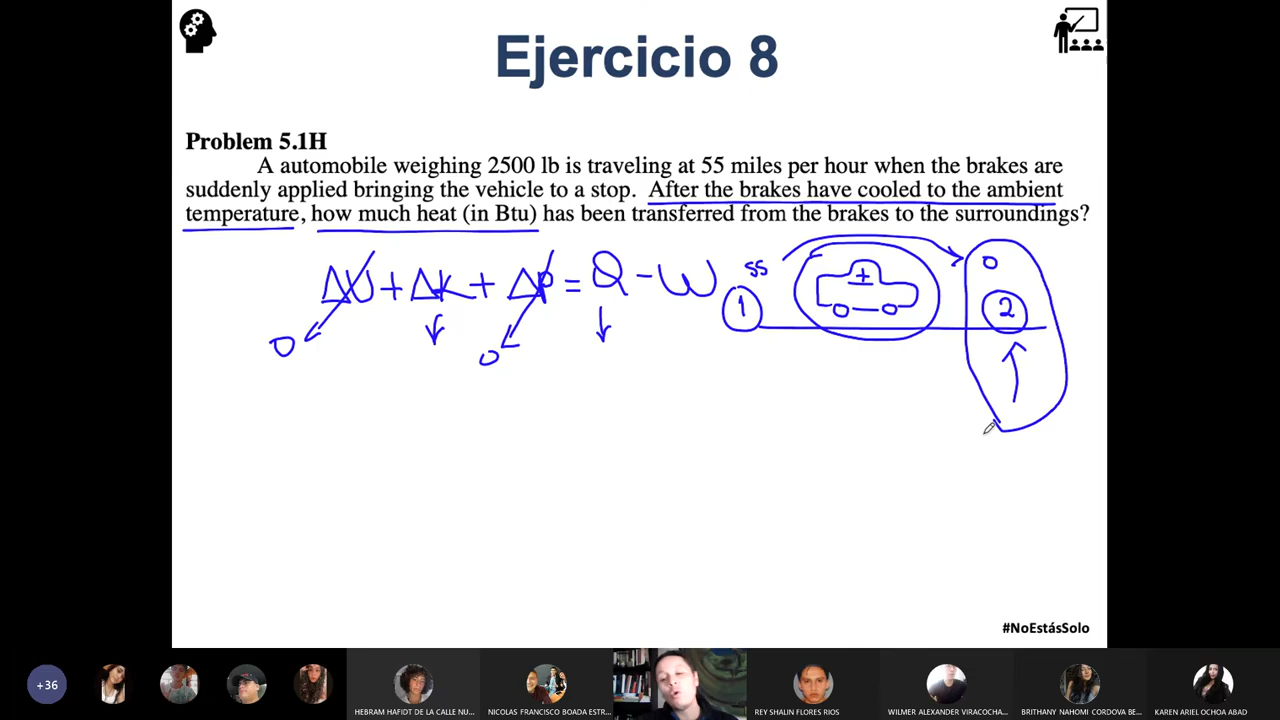 Ejercicio 8
Problem 5.1H
A automobile weighing 2500 lb is traveling at 55 miles per hour when the brakes are
suddenly applied bringing the vehicle to a stop. After the brakes have cooled to the ambient
temperature, how much heat (in Btu) has been transferred from the brakes to the surroundings?
ΔU + ΔK + ΔP = Q - W
55
0
1
2
0
0
#NoEstásSolo
+36
HEBRAM HAFIDT DE LA CALLE NU...
NICOLAS FRANCISCO BOADA ESTR...
REY SHALIN FLORES RIOS
WILMER ALEXANDER VIRACOCHA...
BRITHANY NAHOMI CORDOVA BE...
KAREN ARIEL OCHOA ABAD